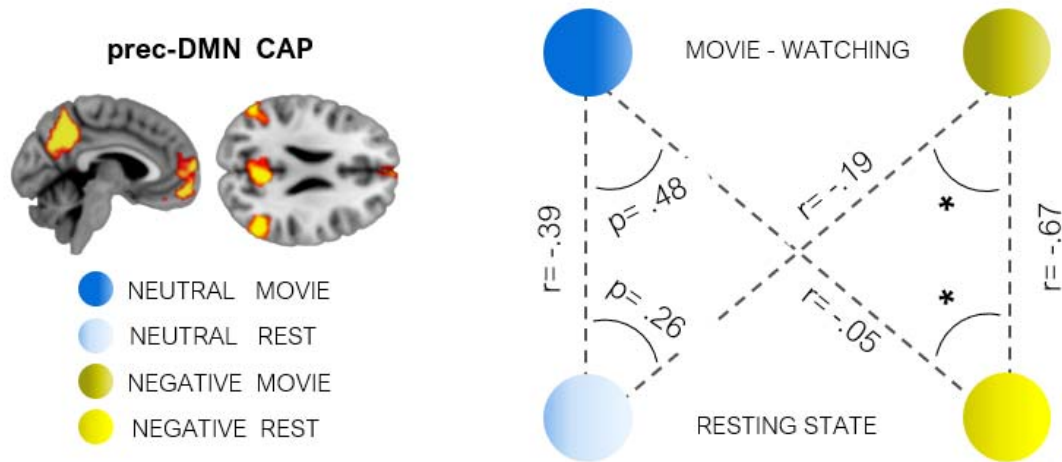 prec-DMN CAP
NEUTRAL MOVIE
NEUTRAL REST
NEGATIVE MOVIE
NEGATIVE REST
MOVIE - WATCHING
r= -.39
p= .48
r= -.19
*
r= -.67
p= .26
r= -.05
*
RESTING STATE